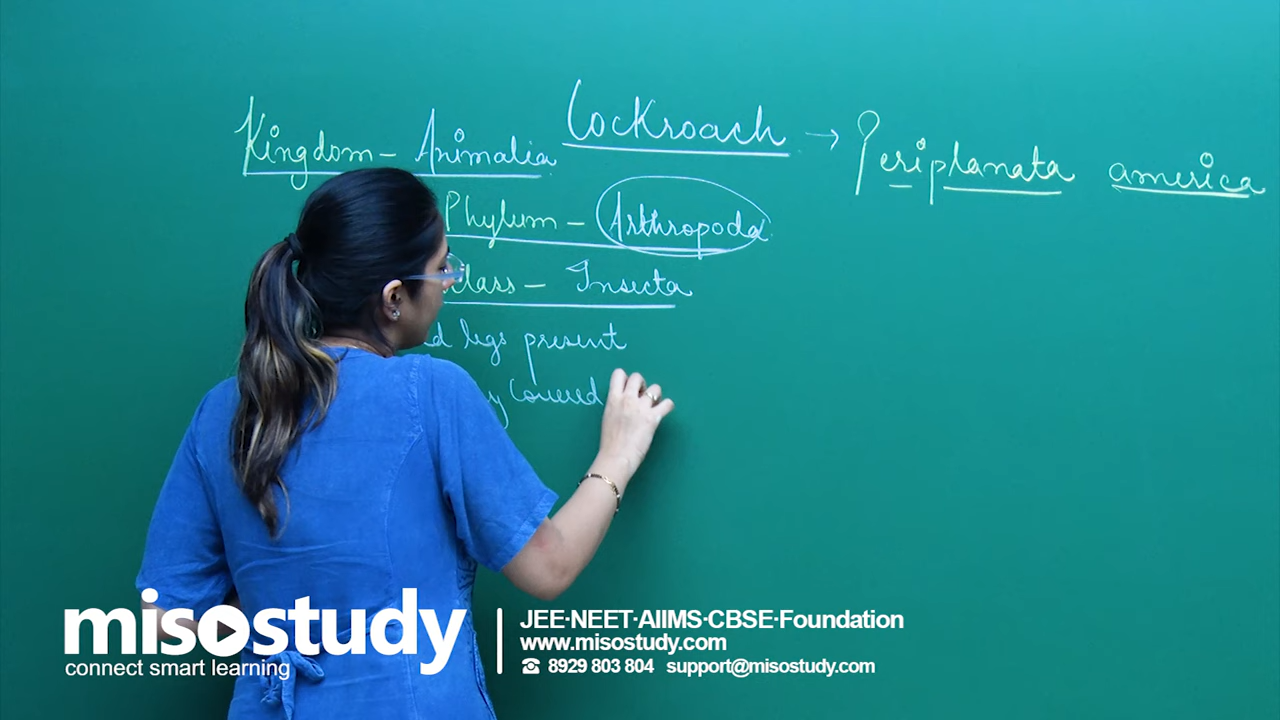 Cockroach → Periplanata america
Kingdom – Animalia
Phylum – Arthropoda
Class – Insecta
legs present
Covered
misostudy
connect smart learning
JEE·NEET·AIIMS·CBSE·Foundation
www.misostudy.com
☎ 8929 803 804 support@misostudy.com